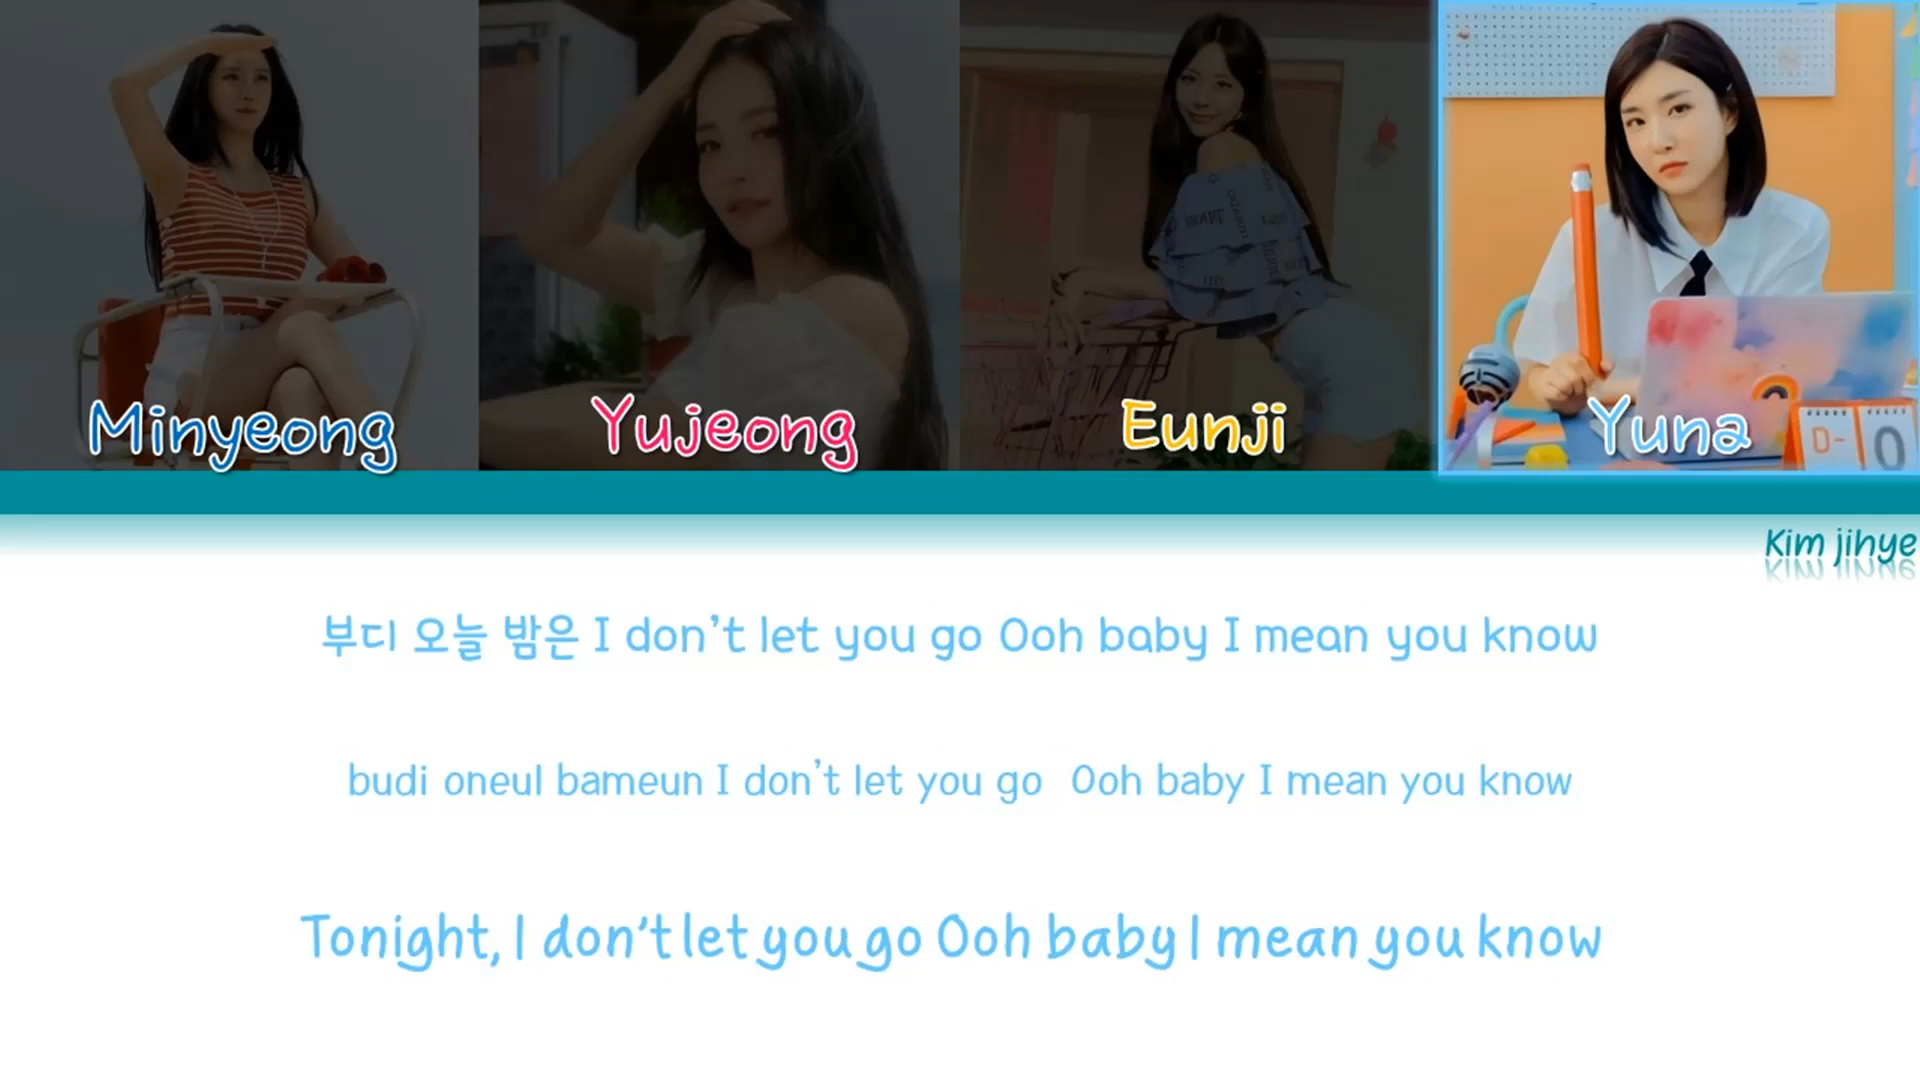 Minyeong
Yujeong
Eunji
Yuna
D-
0
Kim jihye
부디 오늘 밤은 I don't let you go Ooh baby I mean you know
budi oneul bameun I don't let you go Ooh baby I mean you know
Tonight, I don't let you go Ooh baby I mean you know